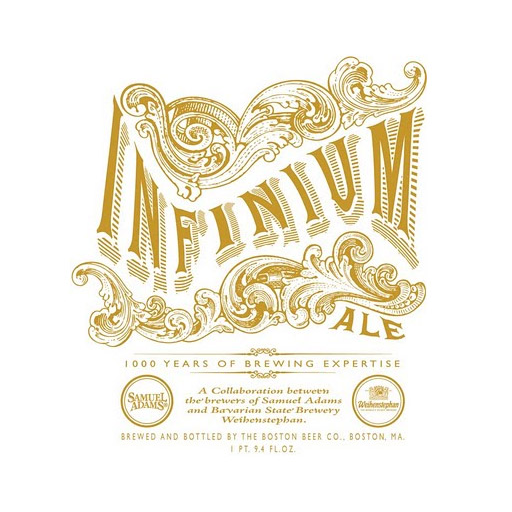 INFINIUM
ALE
1000 YEARS OF BREWING EXPERTISE
SAMUEL
ADAMS
A Collaboration between
the brewers of Samuel Adams
and Bavarian State Brewery
Weihenstephan.
Weihenstephan
BREWED AND BOTTLED BY THE BOSTON BEER CO., BOSTON, MA.
1 PT. 9.4 FL.OZ.